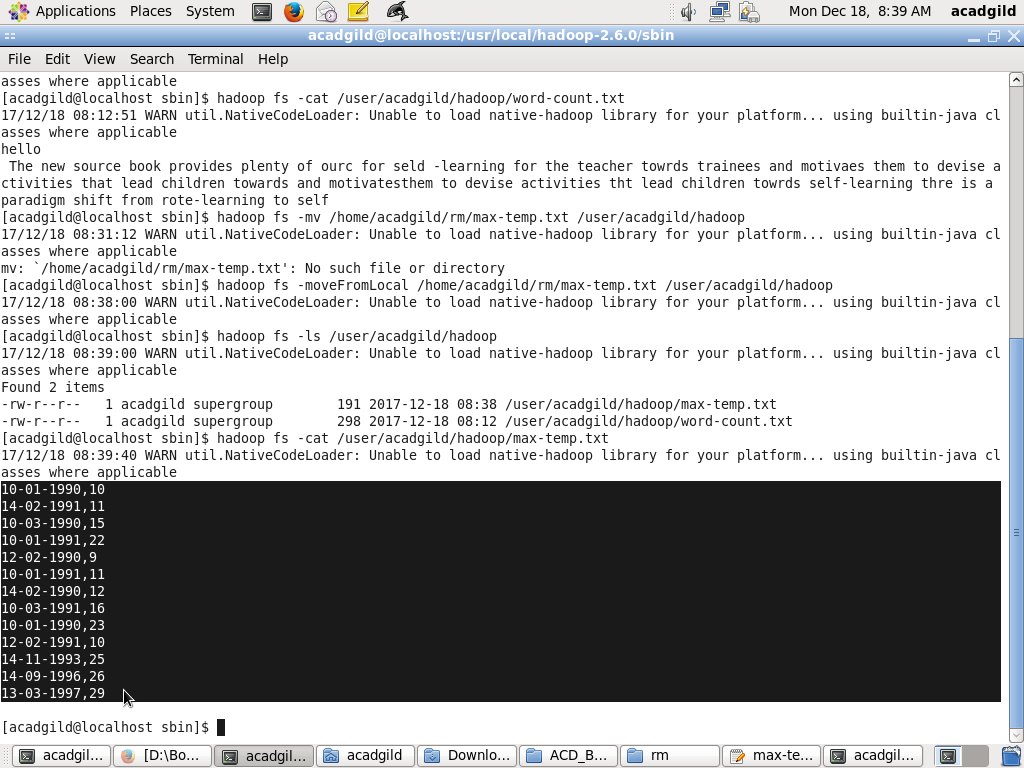 Applications Places System Mon Dec 18, 8:39 AM acadgild
acadgild@localhost:/usr/local/hadoop-2.6.0/sbin
File Edit View Search Terminal Help
asses where applicable
[acadgild@localhost sbin]$ hadoop fs -cat /user/acadgild/hadoop/word-count.txt
17/12/18 08:12:51 WARN util.NativeCodeLoader: Unable to load native-hadoop library for your platform... using builtin-java cl
asses where applicable
hello
 The new source book provides plenty of ourc for seld -learning for the teacher towrds trainees and motivaes them to devise a
ctivities that lead children towards and motivatesthem to devise activities tht lead children towrds self-learning thre is a
paradigm shift from rote-learning to self
[acadgild@localhost sbin]$ hadoop fs -mv /home/acadgild/rm/max-temp.txt /user/acadgild/hadoop
17/12/18 08:31:12 WARN util.NativeCodeLoader: Unable to load native-hadoop library for your platform... using builtin-java cl
asses where applicable
mv: `/home/acadgild/rm/max-temp.txt': No such file or directory
[acadgild@localhost sbin]$ hadoop fs -moveFromLocal /home/acadgild/rm/max-temp.txt /user/acadgild/hadoop
17/12/18 08:38:00 WARN util.NativeCodeLoader: Unable to load native-hadoop library for your platform... using builtin-java cl
asses where applicable
[acadgild@localhost sbin]$ hadoop fs -ls /user/acadgild/hadoop
17/12/18 08:39:00 WARN util.NativeCodeLoader: Unable to load native-hadoop library for your platform... using builtin-java cl
asses where applicable
Found 2 items
-rw-r--r--   1 acadgild supergroup        191 2017-12-18 08:38 /user/acadgild/hadoop/max-temp.txt
-rw-r--r--   1 acadgild supergroup        298 2017-12-18 08:12 /user/acadgild/hadoop/word-count.txt
[acadgild@localhost sbin]$ hadoop fs -cat /user/acadgild/hadoop/max-temp.txt
17/12/18 08:39:40 WARN util.NativeCodeLoader: Unable to load native-hadoop library for your platform... using builtin-java cl
asses where applicable
10-01-1990,10
14-02-1991,11
10-03-1990,15
10-01-1991,22
12-02-1990,9
10-01-1991,11
14-02-1990,12
10-03-1991,16
10-01-1990,23
12-02-1991,10
14-11-1993,25
14-09-1996,26
13-03-1997,29
[acadgild@localhost sbin]$
acadgil... [D:\Bo... acadgil... acadgild Downlo... ACD_B... rm max-te... acadgil...